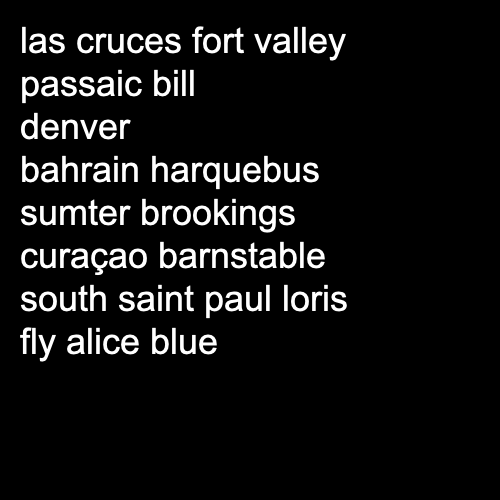 las cruces fort valley
passaic bill
denver
bahrain harquebus
sumter brookings
curaçao barnstable
south saint paul loris
fly alice blue